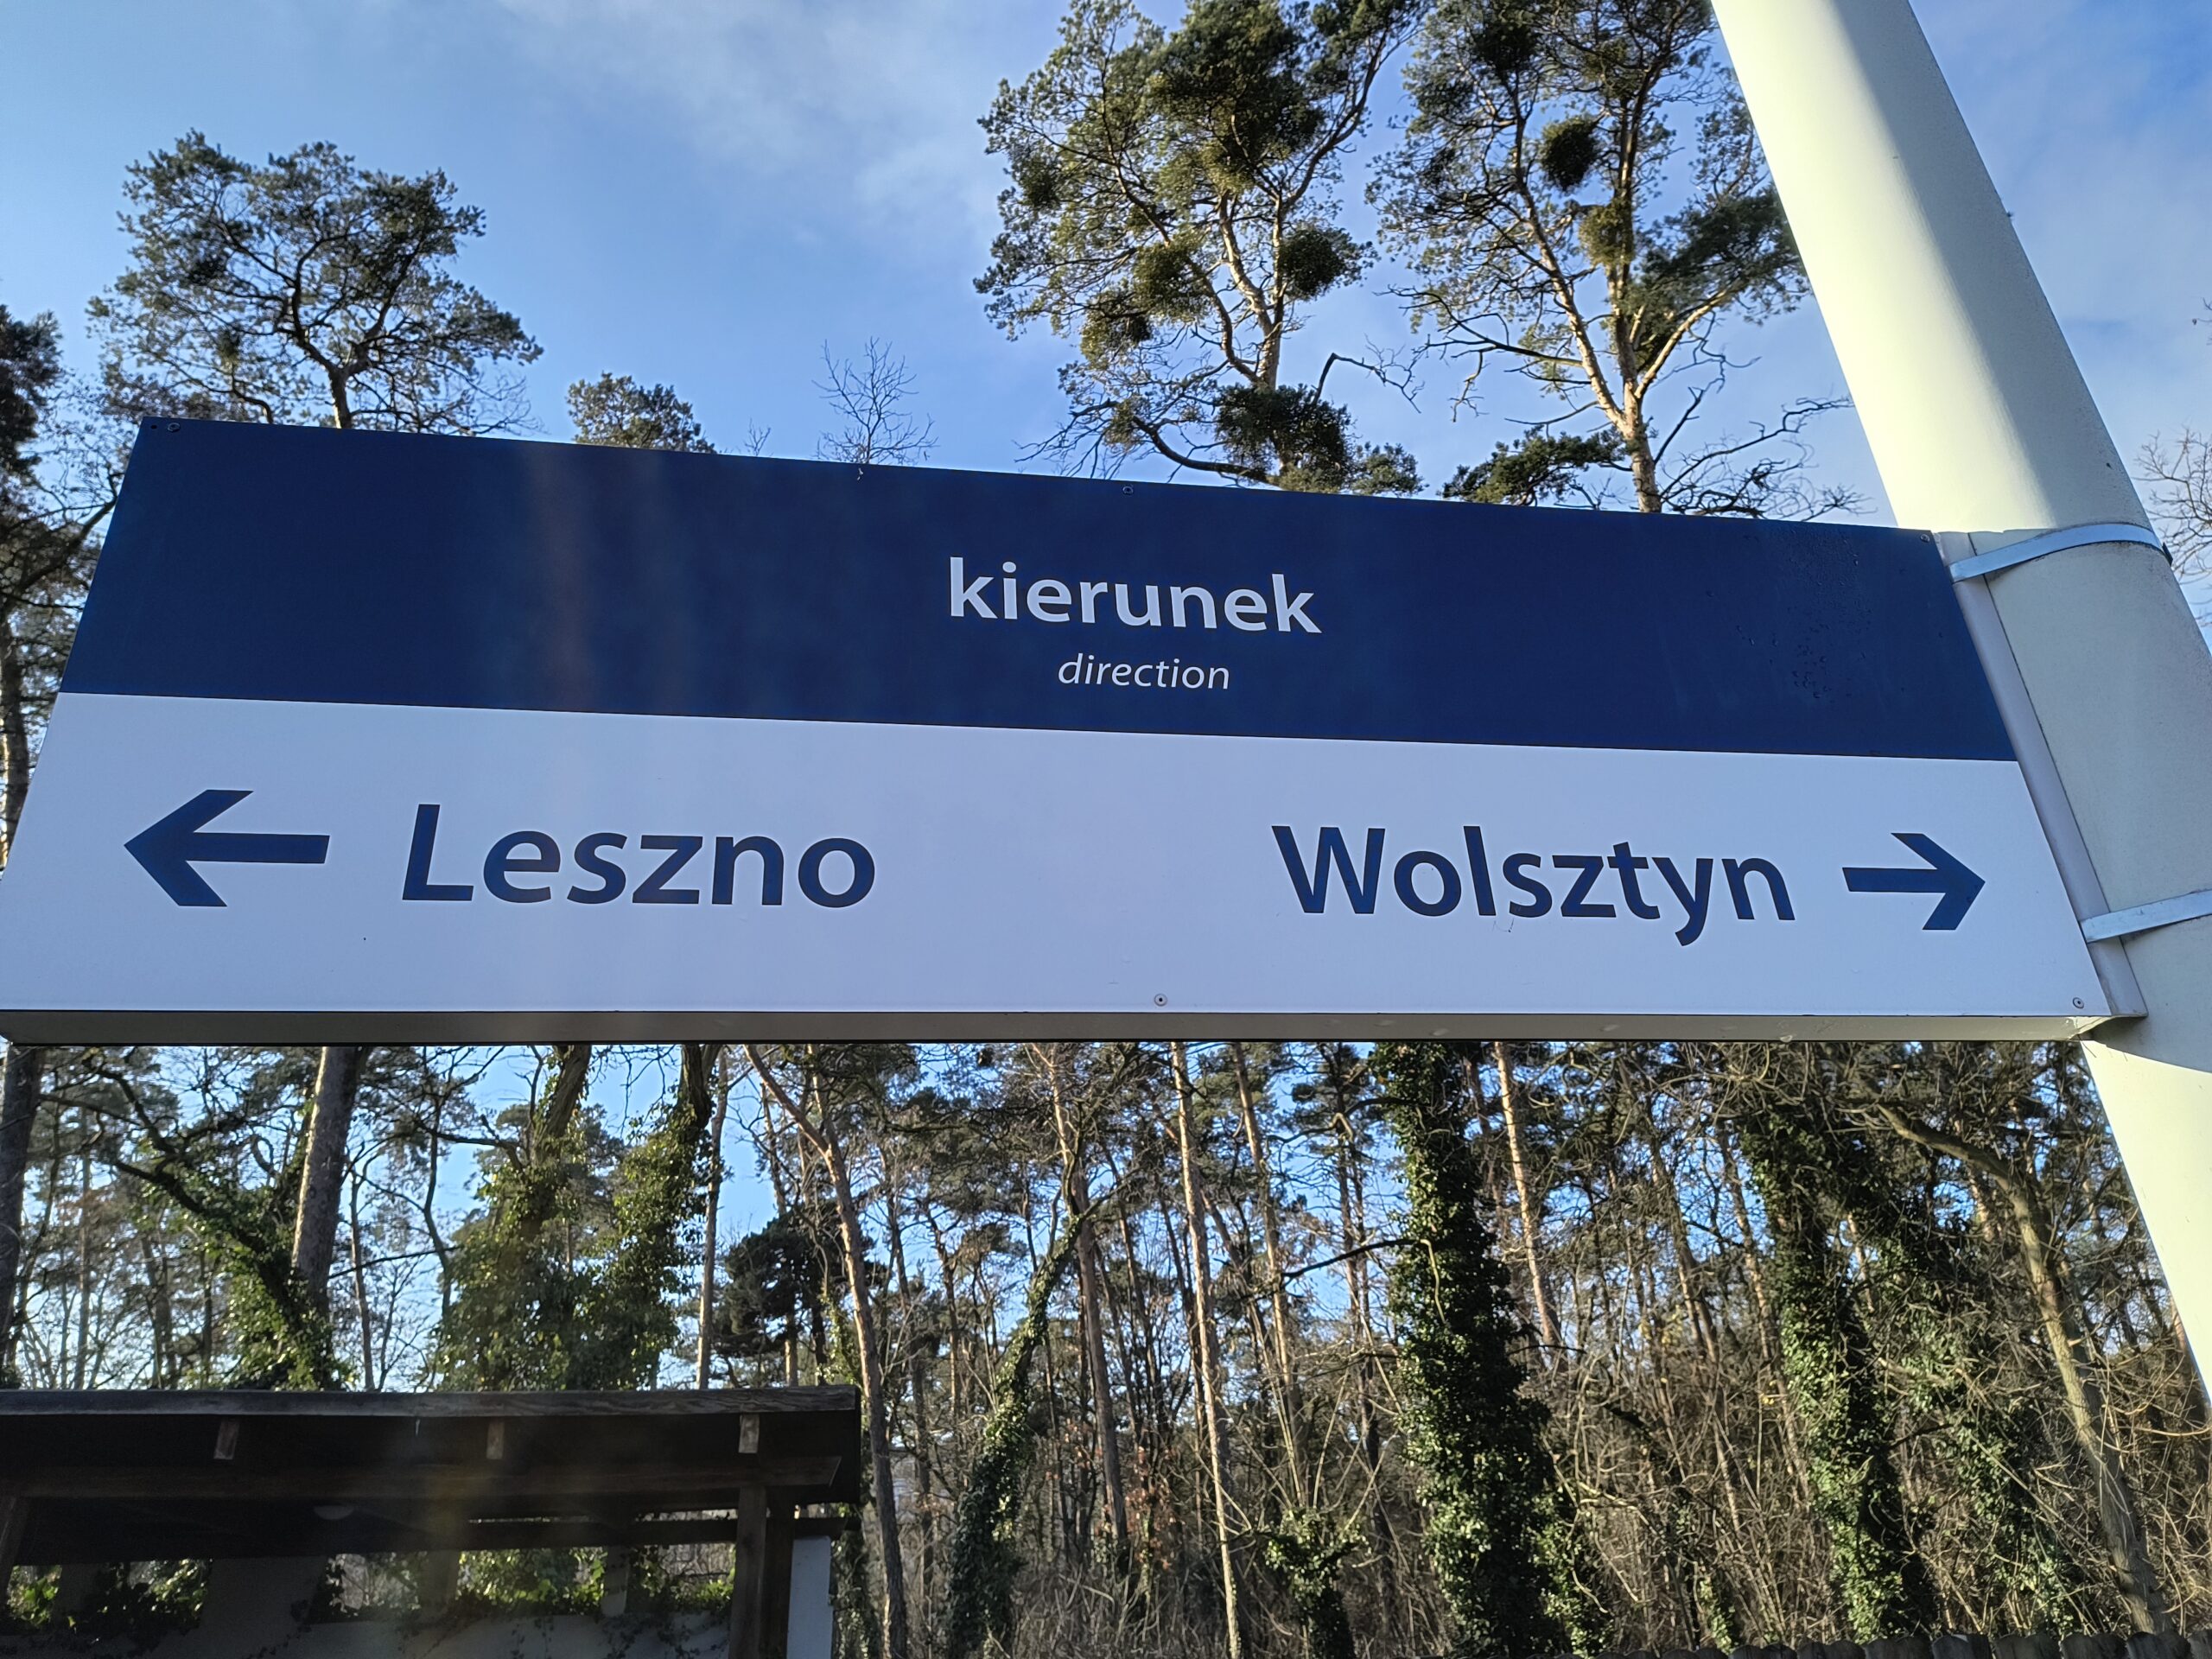 kierunek
direction
← Leszno Wolsztyn →